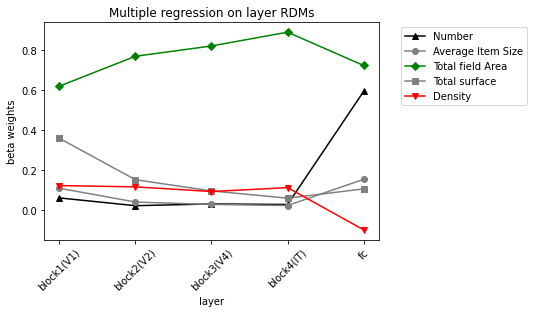 Multiple regression on layer RDMs
Number
Average Item Size
Total field Area
Total surface
Density
beta weights
0.8
0.6
0.4
0.2
0.0
block1(V1)
block2(V2)
block3(V4)
block4(IT)
fc
layer